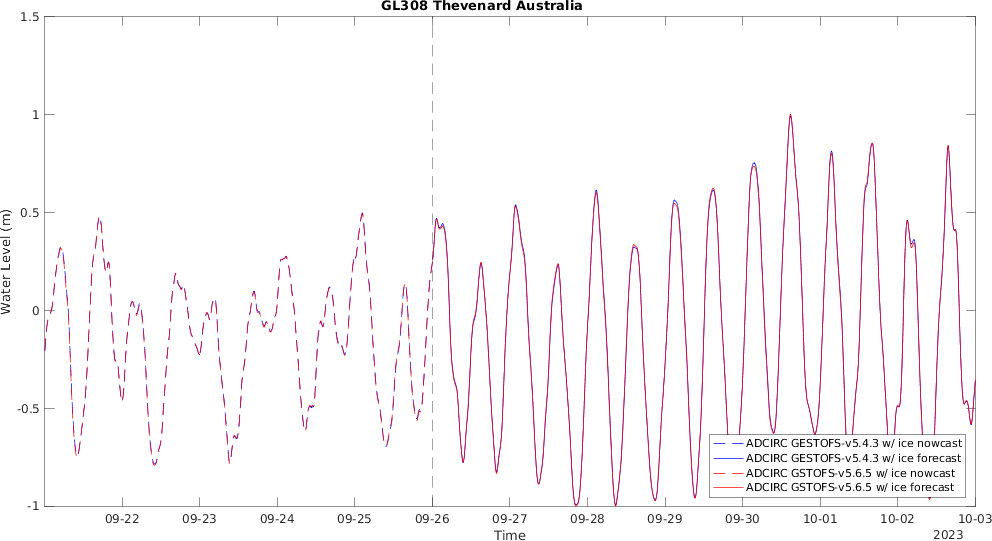 GL308 Thevenard Australia
1.5
1
0.5
0
-0.5
-1
Water Level (m)
ADCIRC GESTOFS-v5.4.3 w/ ice nowcast
ADCIRC GESTOFS-v5.4.3 w/ ice forecast
ADCIRC GSTOFS-v5.6.5 w/ ice nowcast
ADCIRC GSTOFS-v5.6.5 w/ ice forecast
09-22 09-23 09-24 09-25 09-26 09-27 09-28 09-29 09-30 10-01 10-02 10-03
Time
2023